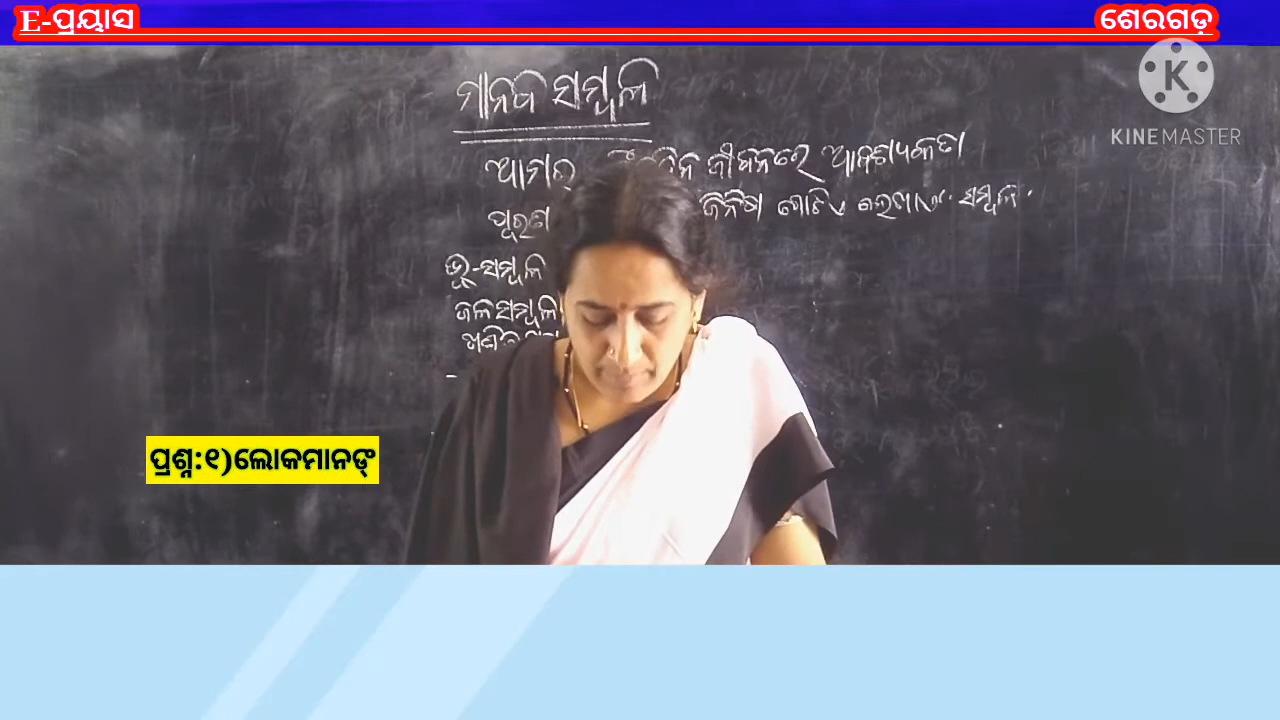 E-ପ୍ରୟାସ
ଶେରଗଡ଼
KINEMASTER
ମାନବ ସମ୍ବଳ
ଆମର ଜୀବନରେ ଆବଶ୍ୟକତା
ପୂରଣ ଜିନିଷ ଗୋଟିଏ ସମ୍ବଳ
ଭୂ-ସମ୍ବଳ
ଜଳସମ୍ବଳ
ପ୍ରଶ୍ନ:୧)ଲୋକମାନଙ୍